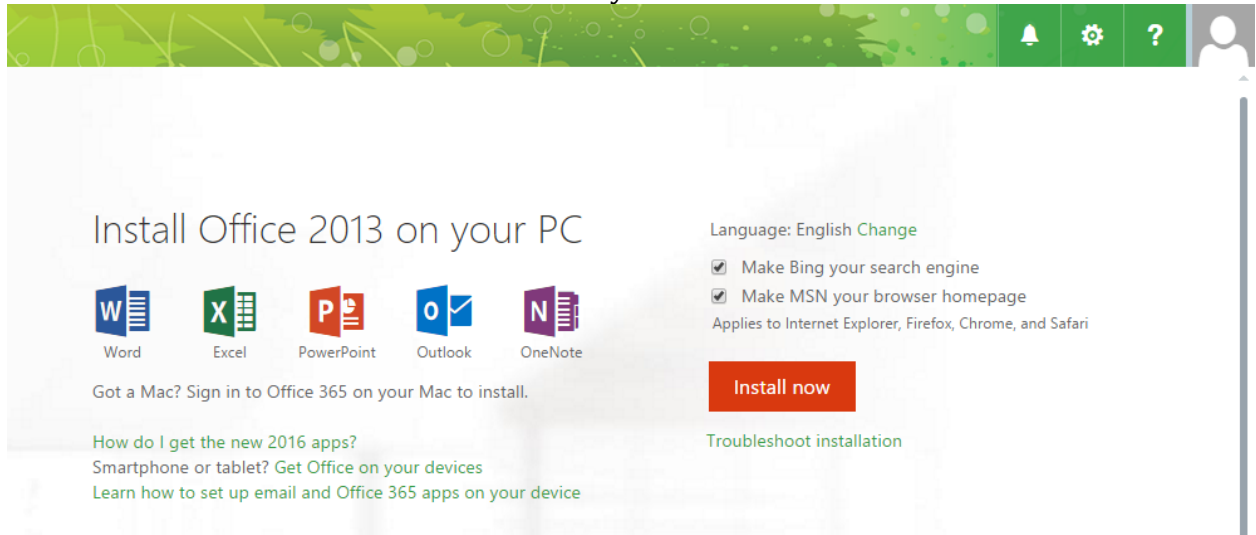 ?
Install Office 2013 on your PC
Word Excel PowerPoint Outlook OneNote
Got a Mac? Sign in to Office 365 on your Mac to install.
How do I get the new 2016 apps?
Smartphone or tablet? Get Office on your devices
Learn how to set up email and Office 365 apps on your device
Language: English Change
Make Bing your search engine
Make MSN your browser homepage
Applies to Internet Explorer, Firefox, Chrome, and Safari
Install now
Troubleshoot installation